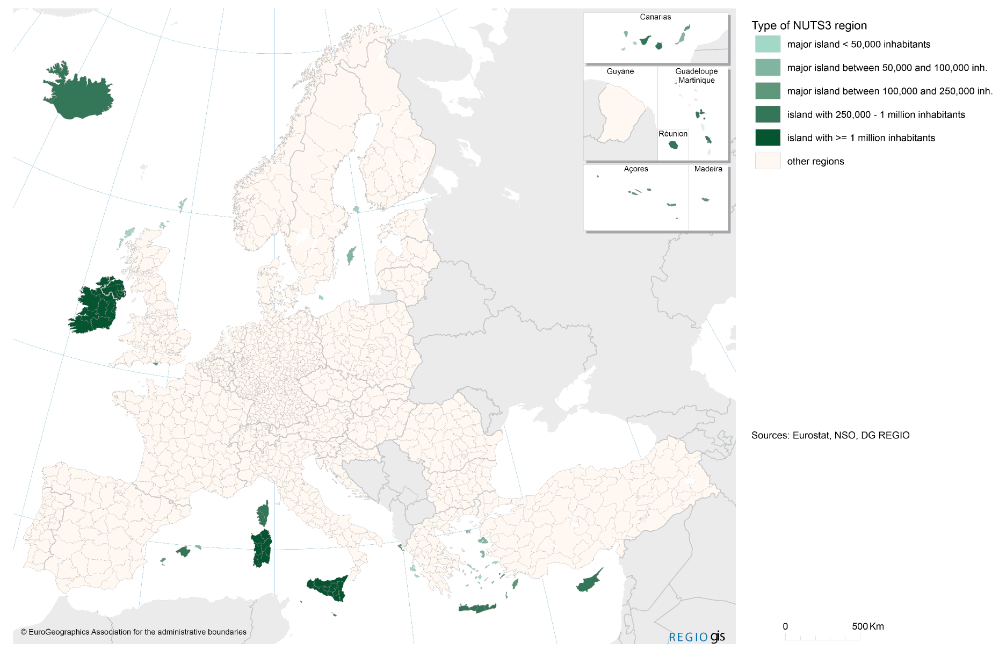 Canarias
Guyane
Guadeloupe
Martinique
Réunion
Açores
Madeira
Type of NUTS3 region
major island < 50,000 inhabitants
major island between 50,000 and 100,000 inh.
major island between 100,000 and 250,000 inh.
island with 250,000 - 1 million inhabitants
island with >= 1 million inhabitants
other regions
Sources: Eurostat, NSO, DG REGIO
© EuroGeographics Association for the administrative boundaries
REGIOgis
0 500 Km